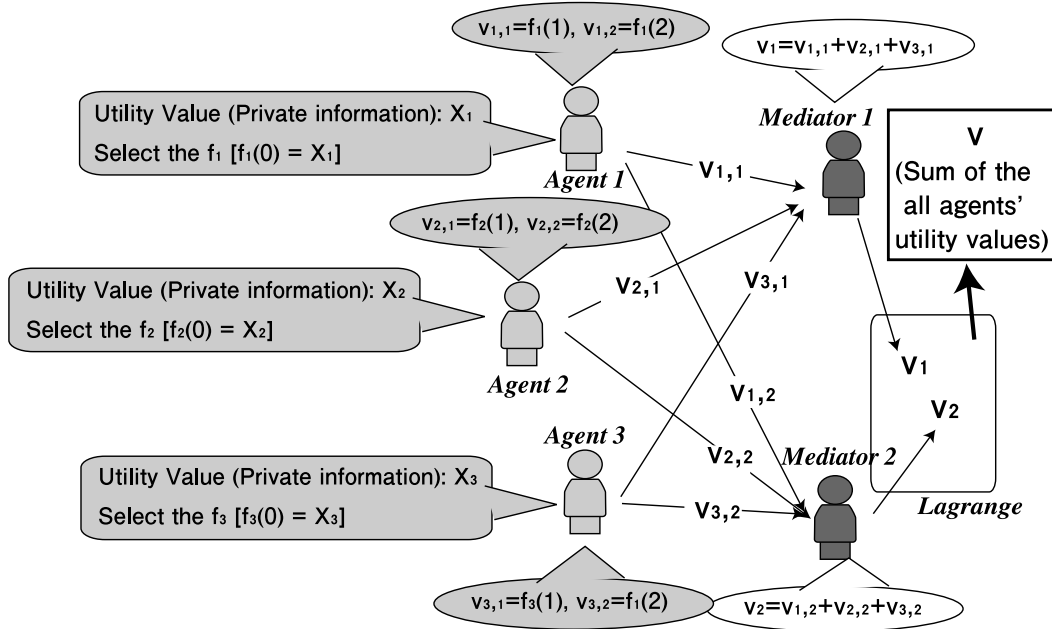 v1,1=f1(1), v1,2=f1(2)
v1=v1,1+v2,1+v3,1
Utility Value (Private information): X1
Select the f1 [f1(0) = X1]
Agent 1
Mediator 1
V
(Sum of the
all agents'
utility values)
v1,1
v2,1=f2(1), v2,2=f2(2)
Utility Value (Private information): X2
Select the f2 [f2(0) = X2]
Agent 2
v2,1
v3,1
v1
v1,2
v2
Agent 3
v2,2
Mediator 2
Utility Value (Private information): X3
Select the f3 [f3(0) = X3]
v3,2
Lagrange
v3,1=f3(1), v3,2=f1(2)
v2=v1,2+v2,2+v3,2